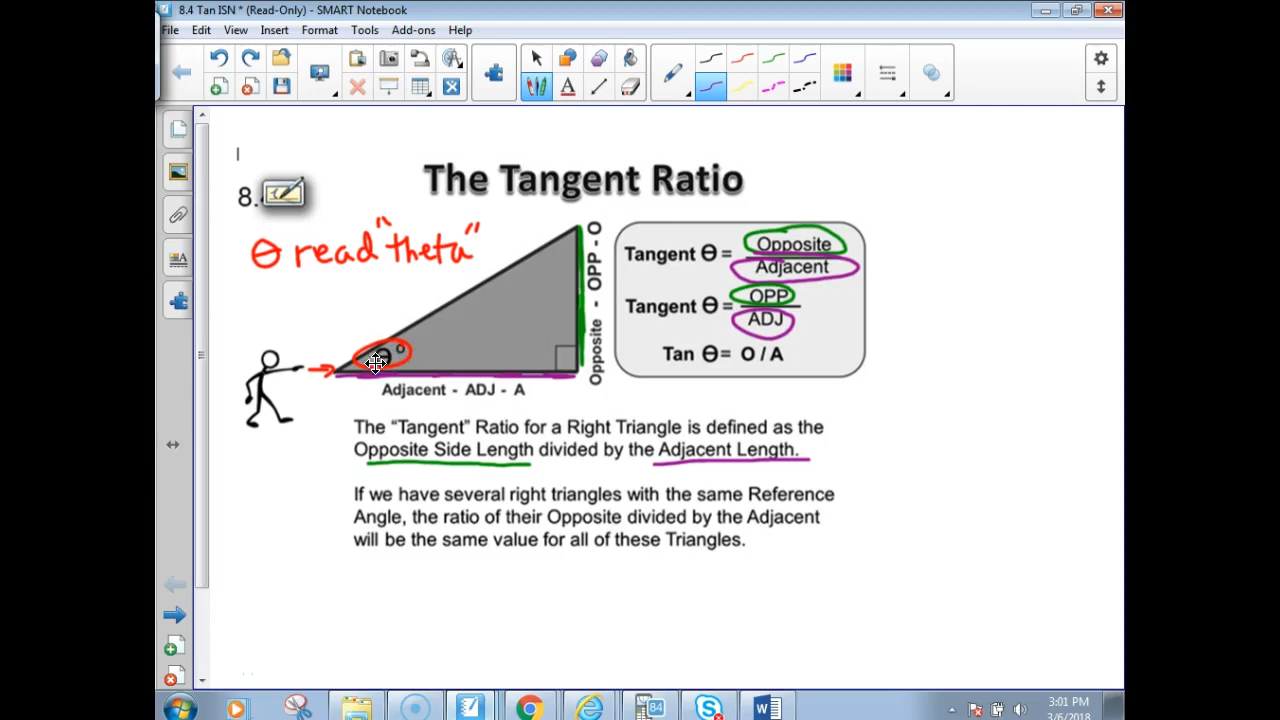 8.4 Tan ISN * (Read-Only) - SMART Notebook
File Edit View Insert Format Tools Add-ons Help
The Tangent Ratio
8.
Θ read "theta"
Opposite - OPP - O
Θ°
Adjacent - ADJ - A
Tangent Θ = Opposite
Adjacent
Tangent Θ = OPP
ADJ
Tan Θ = O / A
The “Tangent” Ratio for a Right Triangle is defined as the
Opposite Side Length divided by the Adjacent Length.
If we have several right triangles with the same Reference
Angle, the ratio of their Opposite divided by the Adjacent
will be the same value for all of these Triangles.
84
3:01 PM
3/6/2018